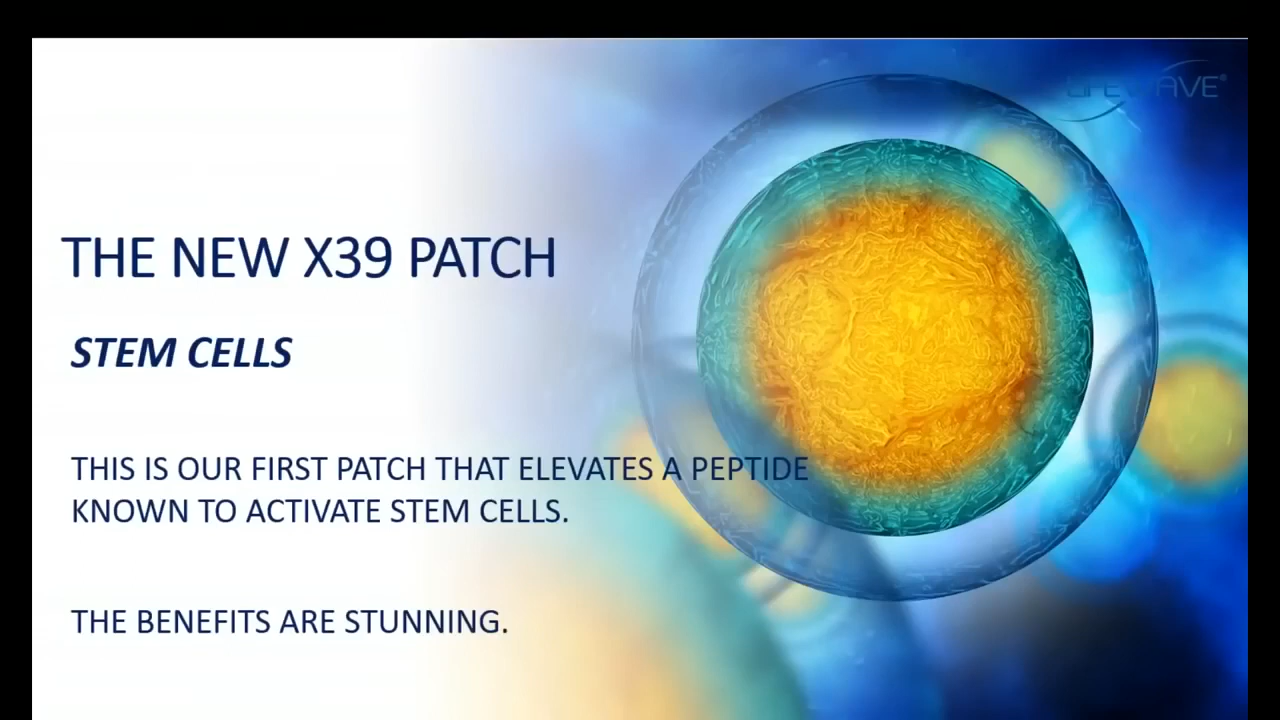 LIFEWAVE®
THE NEW X39 PATCH
STEM CELLS
THIS IS OUR FIRST PATCH THAT ELEVATES A PEPTIDE
KNOWN TO ACTIVATE STEM CELLS.
THE BENEFITS ARE STUNNING.